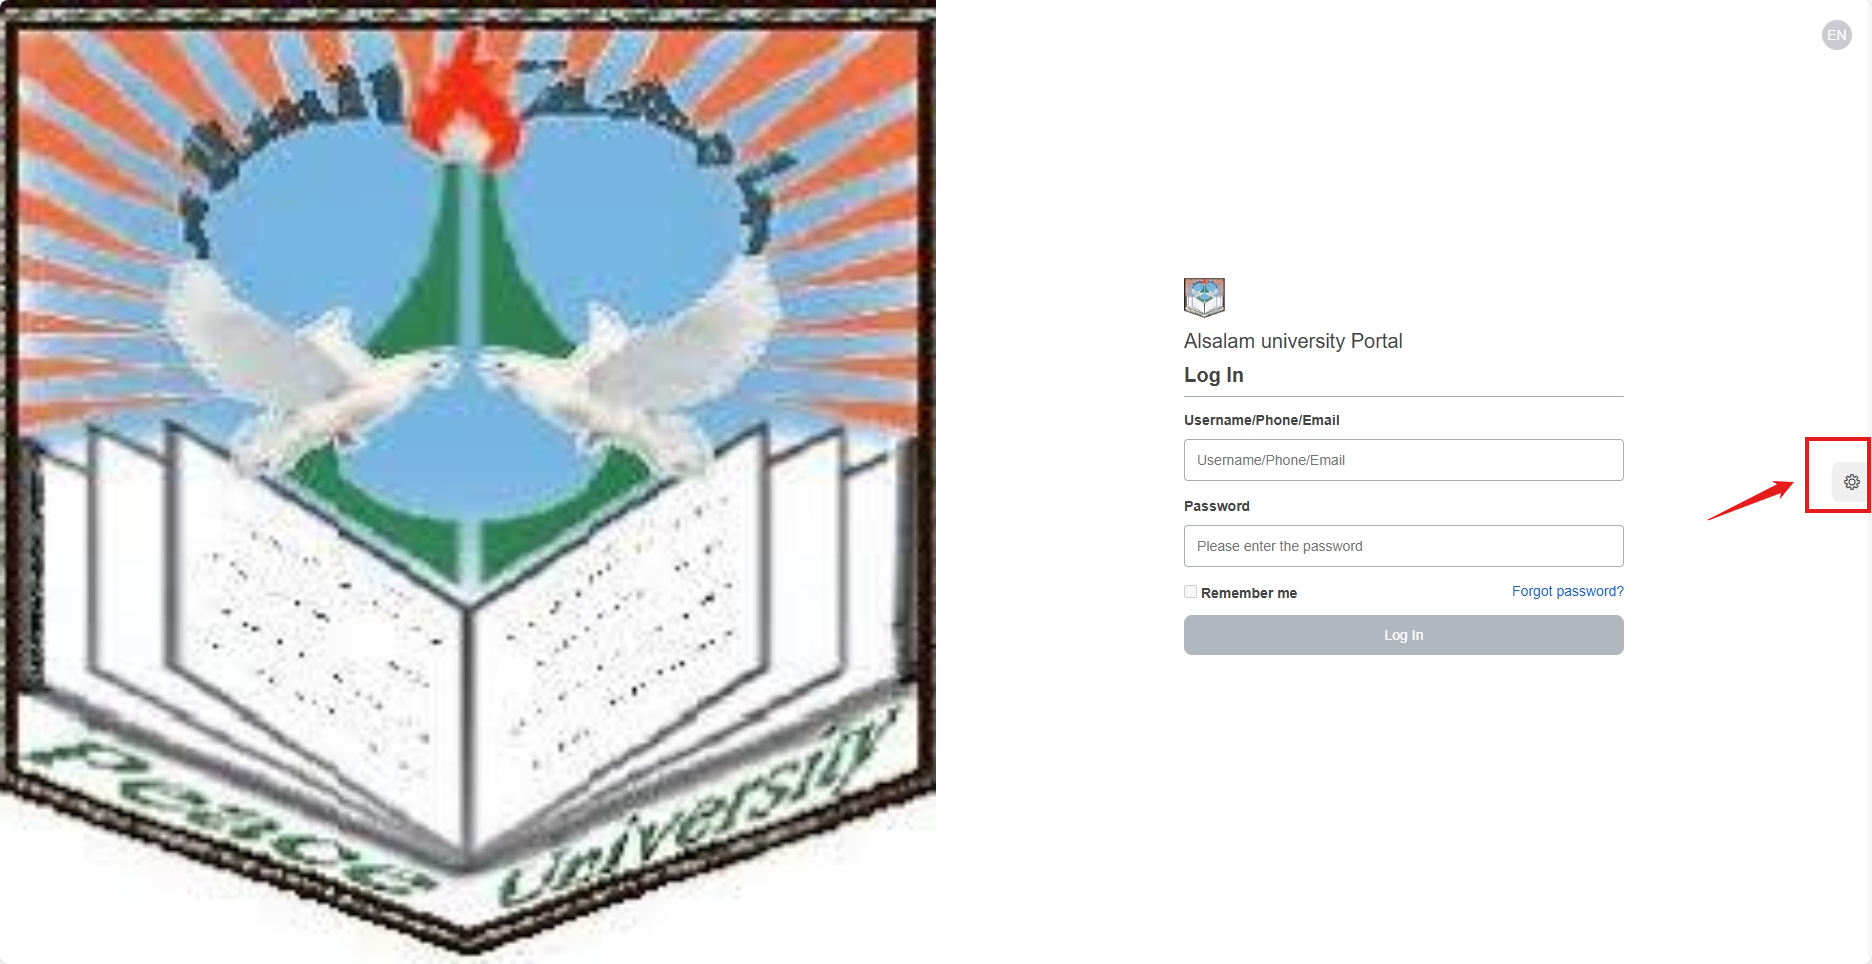 Peace University
EN
Alsalam university Portal
Log In
Username/Phone/Email
Username/Phone/Email
Password
Please enter the password
Remember me
Forgot password?
Log In